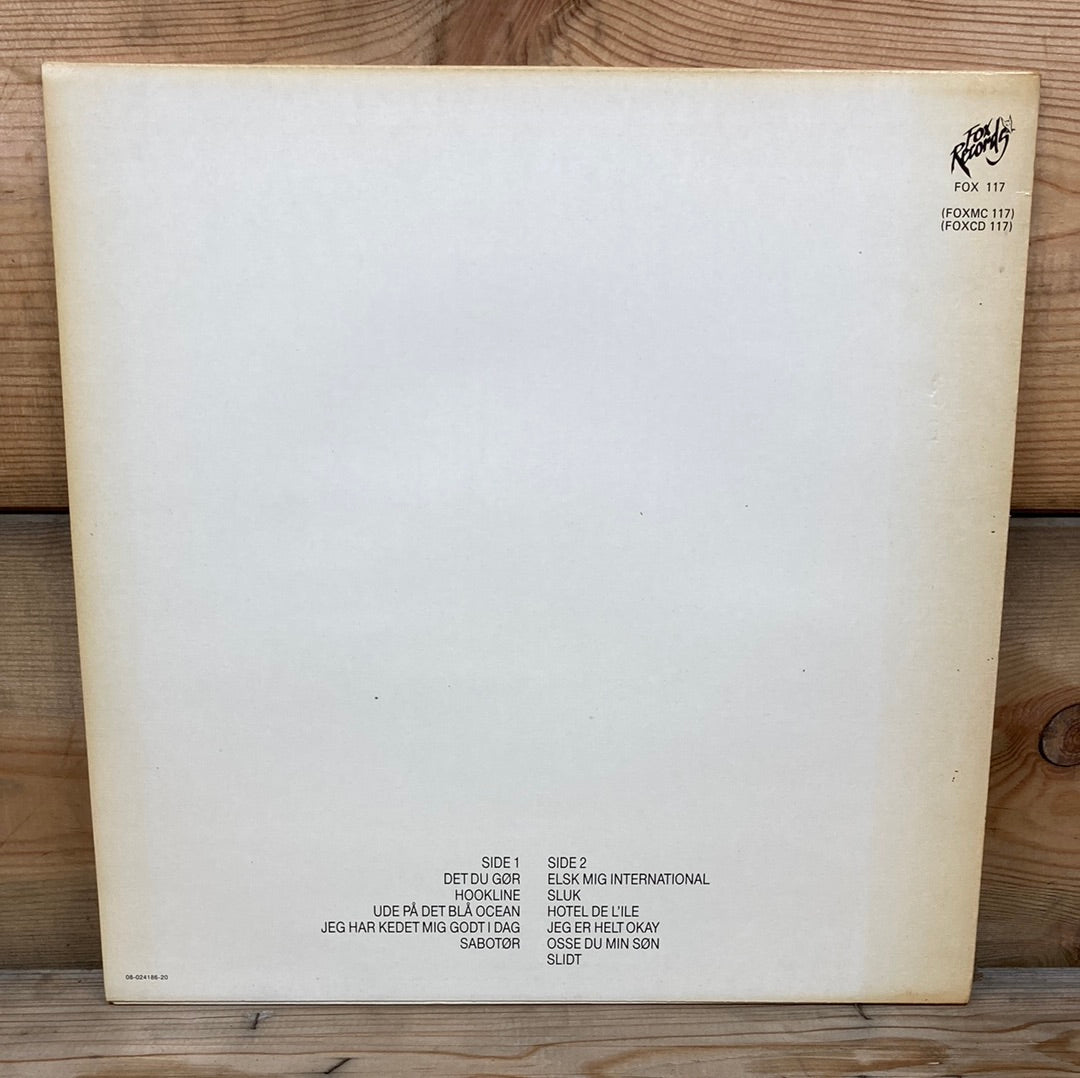 Fox
Records
FOX 117
(FOXMC 117)
(FOXCD 117)
SIDE 1
DET DU GØR
HOOKLINE
UDE PÅ DET BLÅ OCEAN
JEG HAR KEDET MIG GODT I DAG
SABOTØR
SIDE 2
ELSK MIG INTERNATIONAL
SLUK
HOTEL DE L'ILE
JEG ER HELT OKAY
OSSE DU MIN SØN
SLIDT
08-024186-20